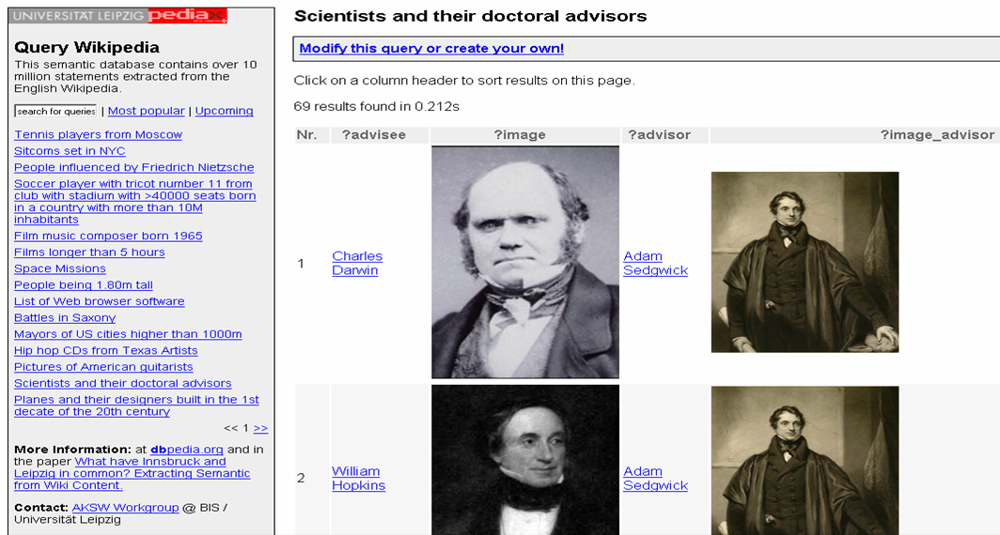 UNIVERSITÄT LEIPZIG pediax
Query Wikipedia
This semantic database contains over 10
million statements extracted from the
English Wikipedia.
search for queries | Most popular | Upcoming
Tennis players from Moscow
Sitcoms set in NYC
People influenced by Friedrich Nietzsche
Soccer player with tricot number 11 from
club with stadium with >40000 seats born
in a country with more than 10M
inhabitants
Film music composer born 1965
Films longer than 5 hours
Space Missions
People being 1.80m tall
List of Web browser software
Battles in Saxony
Mayors of US cities higher than 1000m
Hip hop CDs from Texas Artists
Pictures of American guitarists
Scientists and their doctoral advisors
Planes and their designers built in the 1st
decate of the 20th century
<< 1 >>
More Information: at dbpedia.org and in
the paper What have Innsbruck and
Leipzig in common? Extracting Semantic
from Wiki Content.
Contact: AKSW Workgroup @ BIS /
Universität Leipzig
Scientists and their doctoral advisors
Modify this query or create your own!
Click on a column header to sort results on this page.
69 results found in 0.212s
Nr. ?advisee ?image ?advisor ?image_advisor
1 Charles Adam
Darwin Sedgwick
2 William Adam
Hopkins Sedgwick